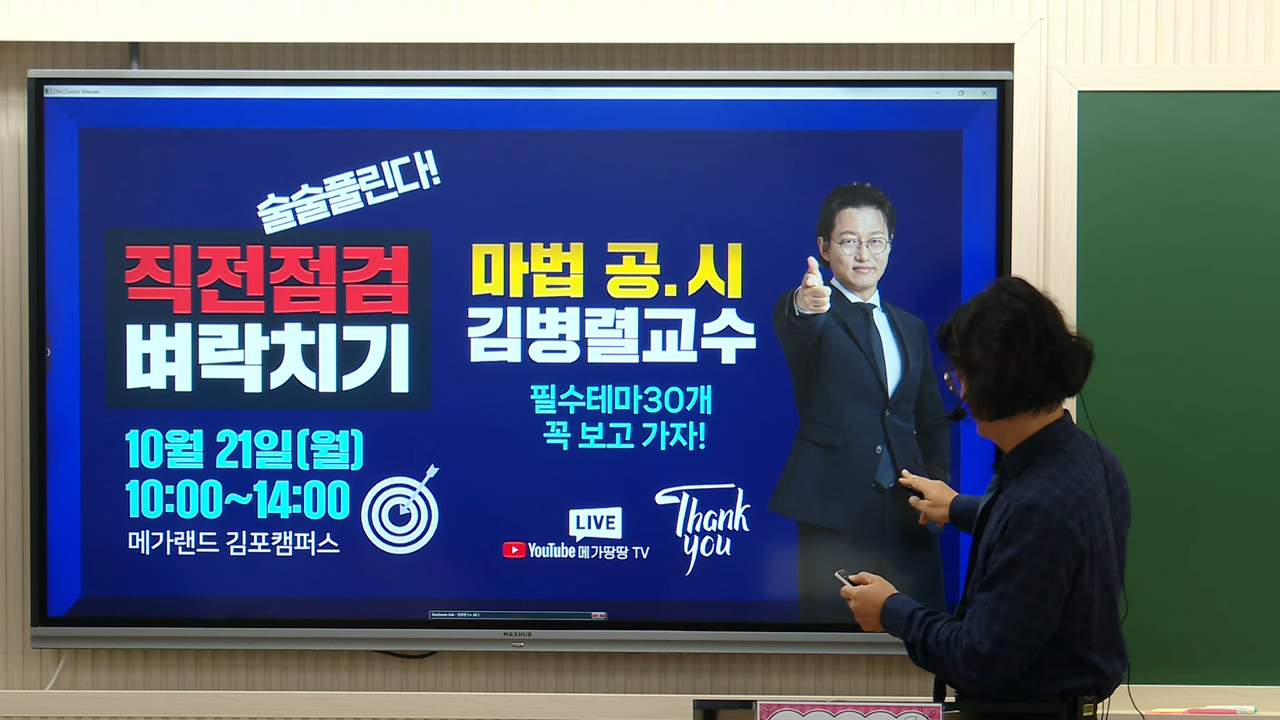 DocZoom Viewer
술술풀린다!
직전점검
벼락치기
10월 21일(월)
10:00~14:00
메가랜드 김포캠퍼스
마법 공.시
김병렬교수
필수테마30개
꼭 보고 가자!
LIVE
YouTube 메가땅땅 TV
Thank
you
MAXHUB